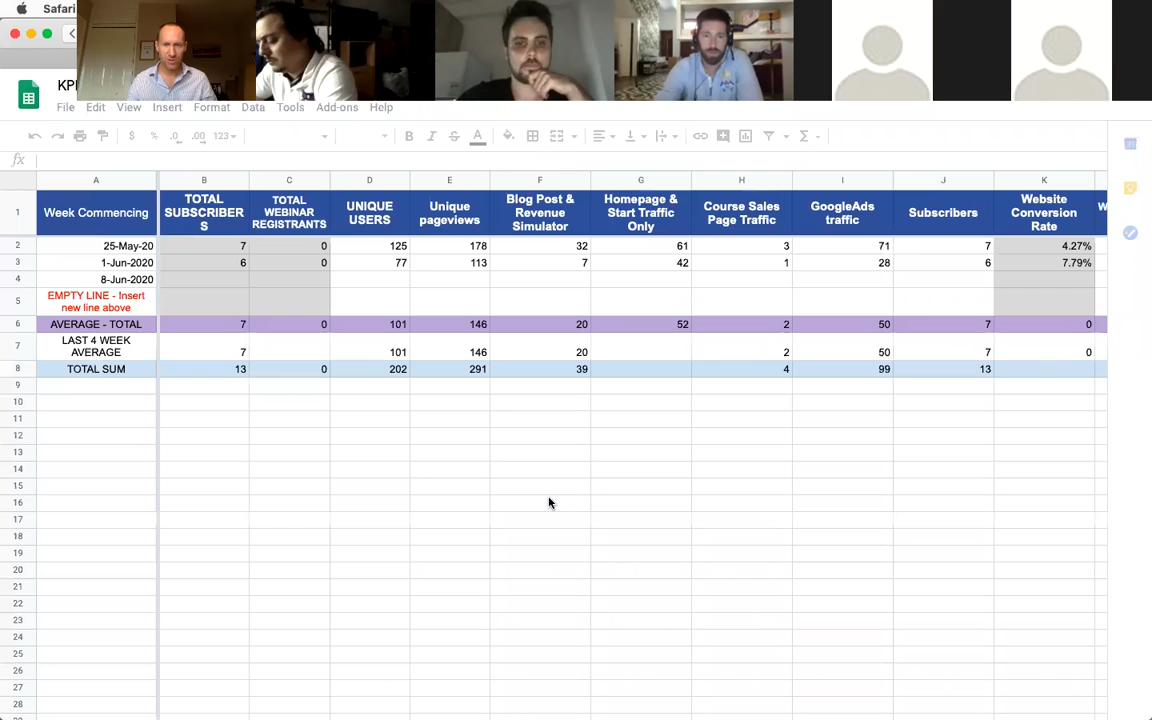 Safari
KPI
File Edit View Insert Format Data Tools Add-ons Help
$ % .0 .00 123 B I S A Σ
fx
A B C D E F G H I J K
1 Week Commencing TOTAL SUBSCRIBERS TOTAL WEBINAR REGISTRANTS UNIQUE USERS Unique pageviews Blog Post & Revenue Simulator Homepage & Start Traffic Only Course Sales Page Traffic GoogleAds traffic Subscribers Website Conversion Rate W
2 25-May-20 7 0 125 178 32 61 3 71 7 4.27%
3 1-Jun-2020 6 0 77 113 7 42 1 28 6 7.79%
4 8-Jun-2020
5 EMPTY LINE - Insert new line above
6 AVERAGE - TOTAL 7 0 101 146 20 52 2 50 7 0
7 LAST 4 WEEK AVERAGE 7 101 146 20 2 50 7 0
8 TOTAL SUM 13 0 202 291 39 4 99 13
9
10
11
12
13
14
15
16
17
18
19
20
21
22
23
24
25
26
27
28